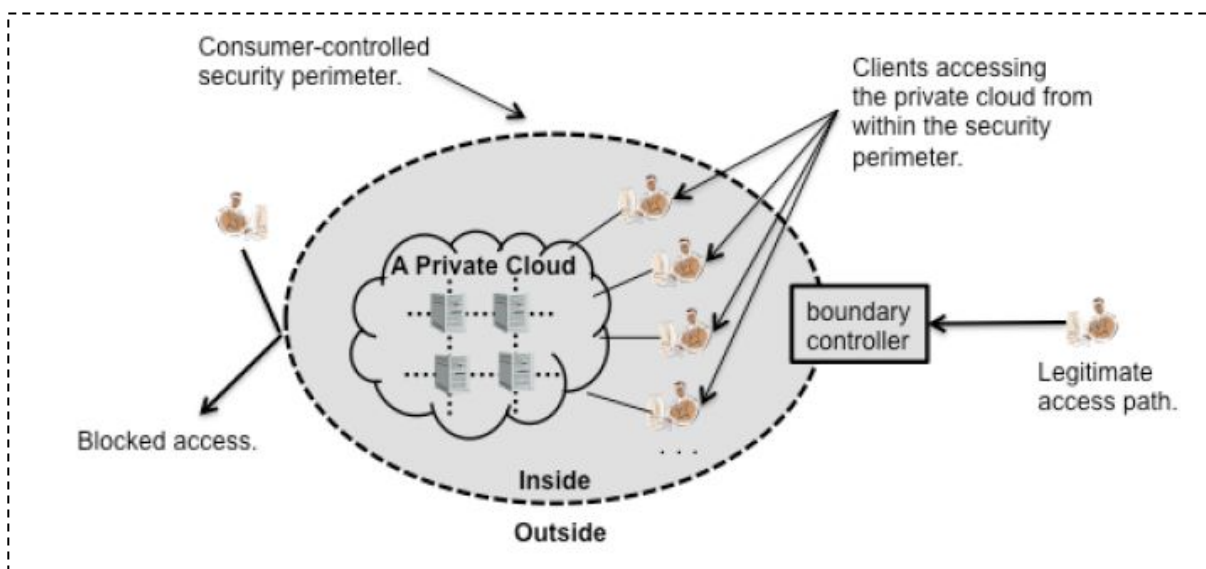 Consumer-controlled
security perimeter.
Clients accessing
the private cloud from
within the security
perimeter.
A Private Cloud
boundary
controller
Legitimate
access path.
Blocked access.
. . .
Inside
Outside